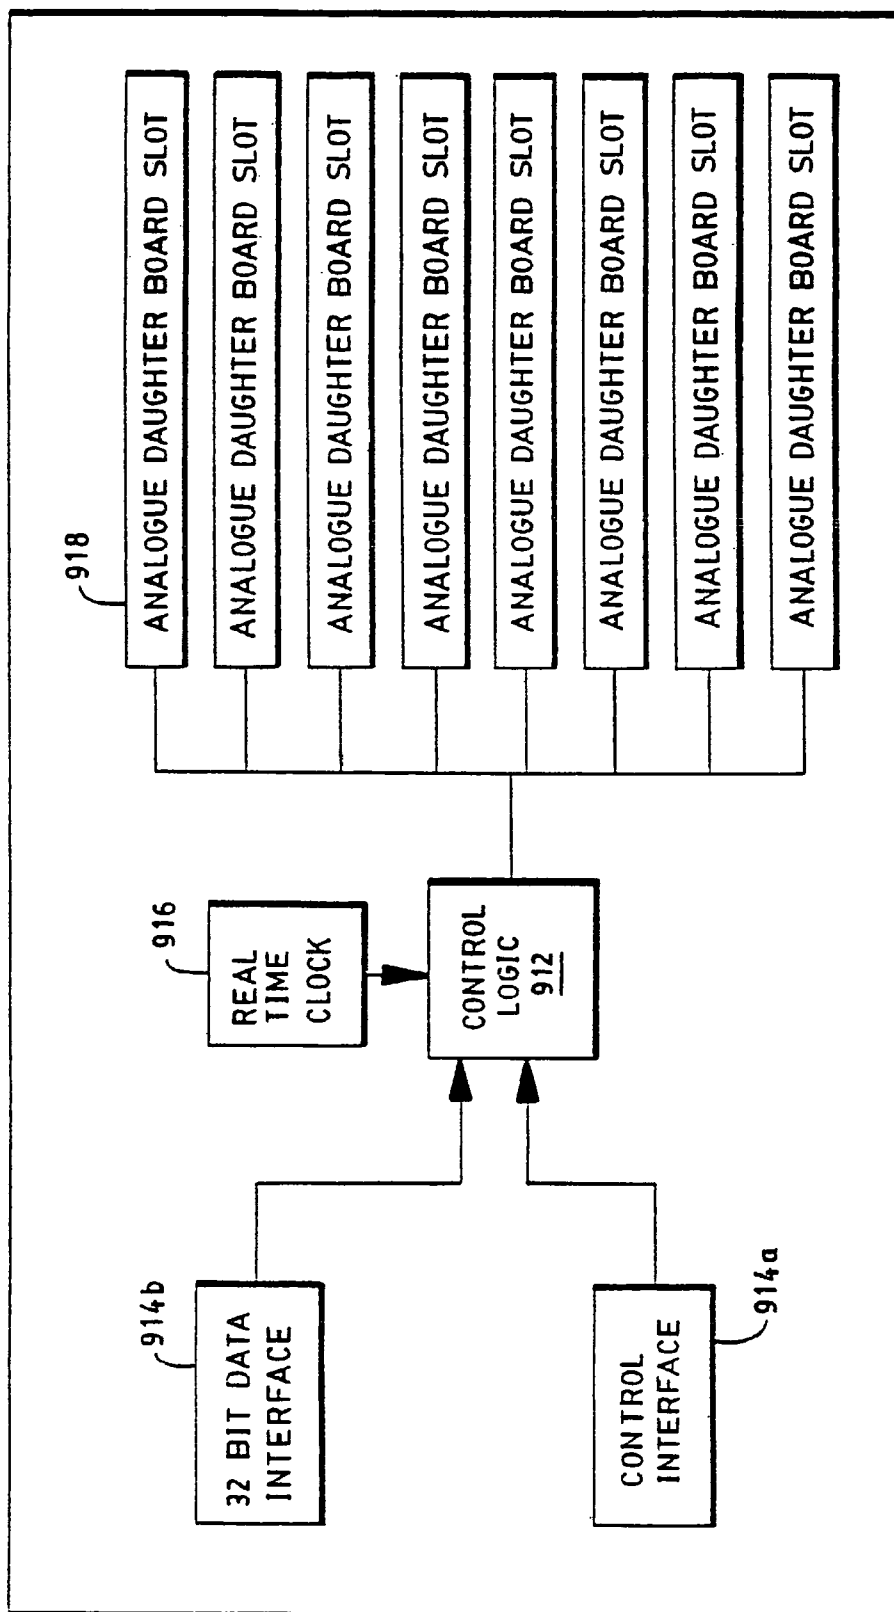 914b
32 BIT DATA
INTERFACE
CONTROL
INTERFACE
914a
916
REAL
TIME
CLOCK
CONTROL
LOGIC
912
918
ANALOGUE DAUGHTER BOARD SLOT
ANALOGUE DAUGHTER BOARD SLOT
ANALOGUE DAUGHTER BOARD SLOT
ANALOGUE DAUGHTER BOARD SLOT
ANALOGUE DAUGHTER BOARD SLOT
ANALOGUE DAUGHTER BOARD SLOT
ANALOGUE DAUGHTER BOARD SLOT
ANALOGUE DAUGHTER BOARD SLOT